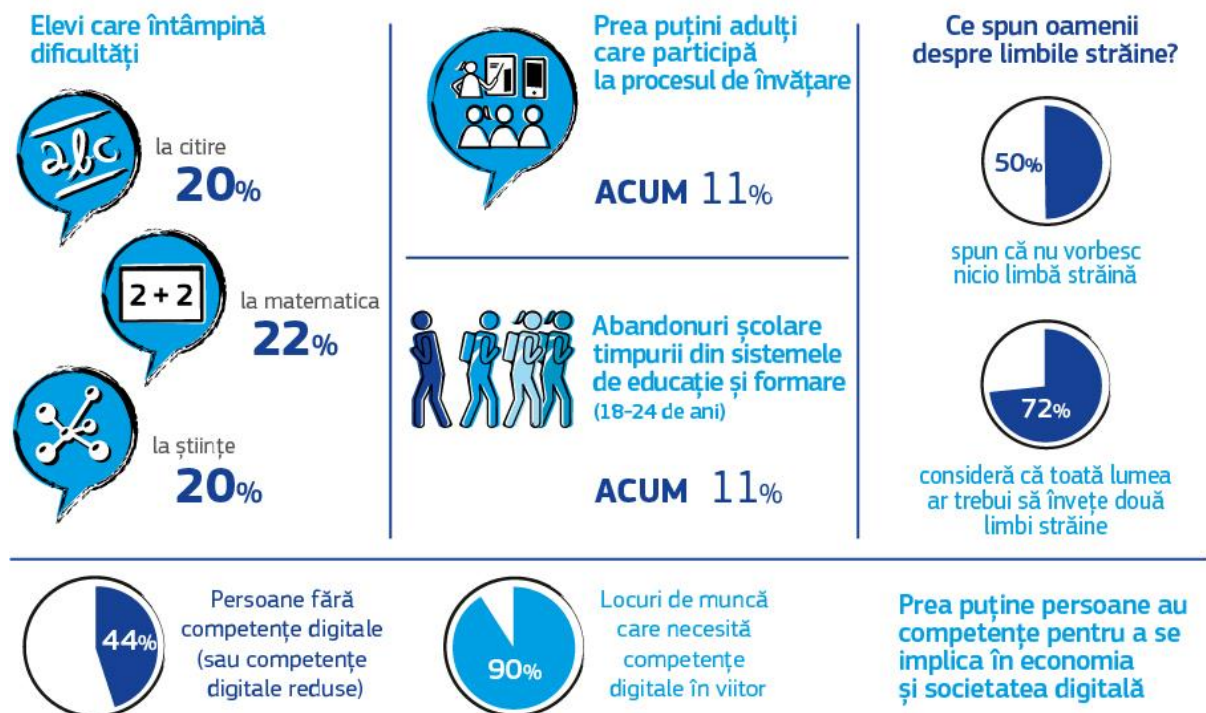 Elevi care întâmpină
dificultăți
abc
la citire
20%
2 + 2
la matematica
22%
la științe
20%
Prea puțini adulți
care participă
la procesul de învățare
ACUM 11%
Abandonuri școlare
timpurii din sistemele
de educație și formare
(18-24 de ani)
ACUM 11%
Ce spun oamenii
despre limbile străine?
50%
spun că nu vorbesc
nicio limbă străină
72%
consideră că toată lumea
ar trebui să învețe două
limbi străine
44%
Persoane fără
competențe digitale
(sau competențe
digitale reduse)
90%
Locuri de muncă
care necesită
competențe
digitale în viitor
Prea puține persoane au
competențe pentru a se
implica în economia
și societatea digitală